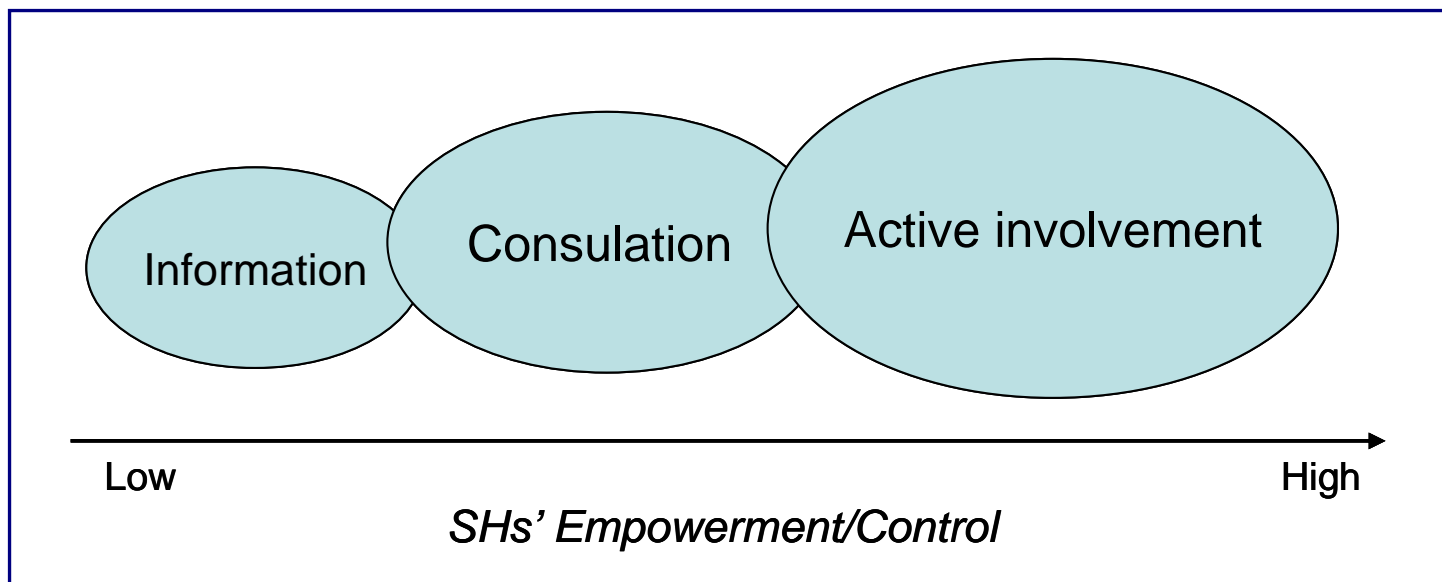 Information
Consulation
Active involvement
Low
High
SHs’ Empowerment/Control